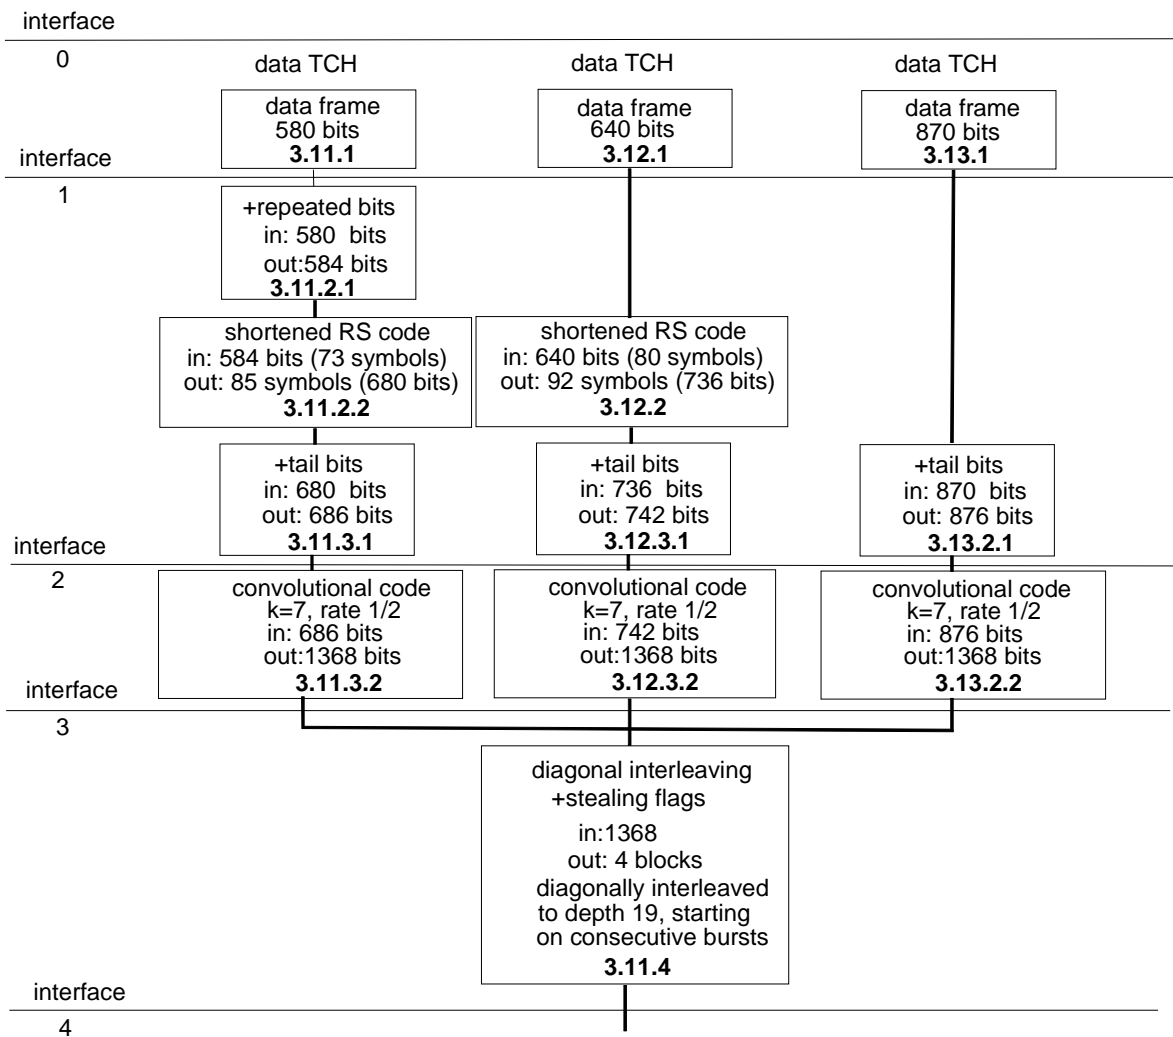 interface
0
data TCH
data TCH
data TCH
data frame
580 bits
3.11.1
data frame
640 bits
3.12.1
data frame
870 bits
3.13.1
interface
1
+repeated bits
in: 580 bits
out:584 bits
3.11.2.1
shortened RS code
in: 584 bits (73 symbols)
out: 85 symbols (680 bits)
3.11.2.2
shortened RS code
in: 640 bits (80 symbols)
out: 92 symbols (736 bits)
3.12.2
+tail bits
in: 680 bits
out: 686 bits
3.11.3.1
+tail bits
in: 736 bits
out: 742 bits
3.12.3.1
+tail bits
in: 870 bits
out: 876 bits
3.13.2.1
interface
2
convolutional code
k=7, rate 1/2
in: 686 bits
out:1368 bits
3.11.3.2
convolutional code
k=7, rate 1/2
in: 742 bits
out:1368 bits
3.12.3.2
convolutional code
k=7, rate 1/2
in: 876 bits
out:1368 bits
3.13.2.2
interface
3
diagonal interleaving
+stealing flags
in:1368
out: 4 blocks
diagonally interleaved
to depth 19, starting
on consecutive bursts
3.11.4
interface
4